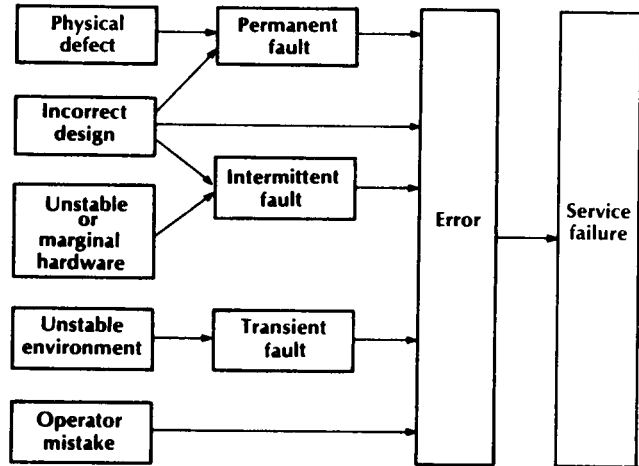 Physical
defect
Permanent
fault
Incorrect
design
Intermittent
fault
Unstable
or
marginal
hardware
Error
Service
failure
Unstable
environment
Transient
fault
Operator
mistake